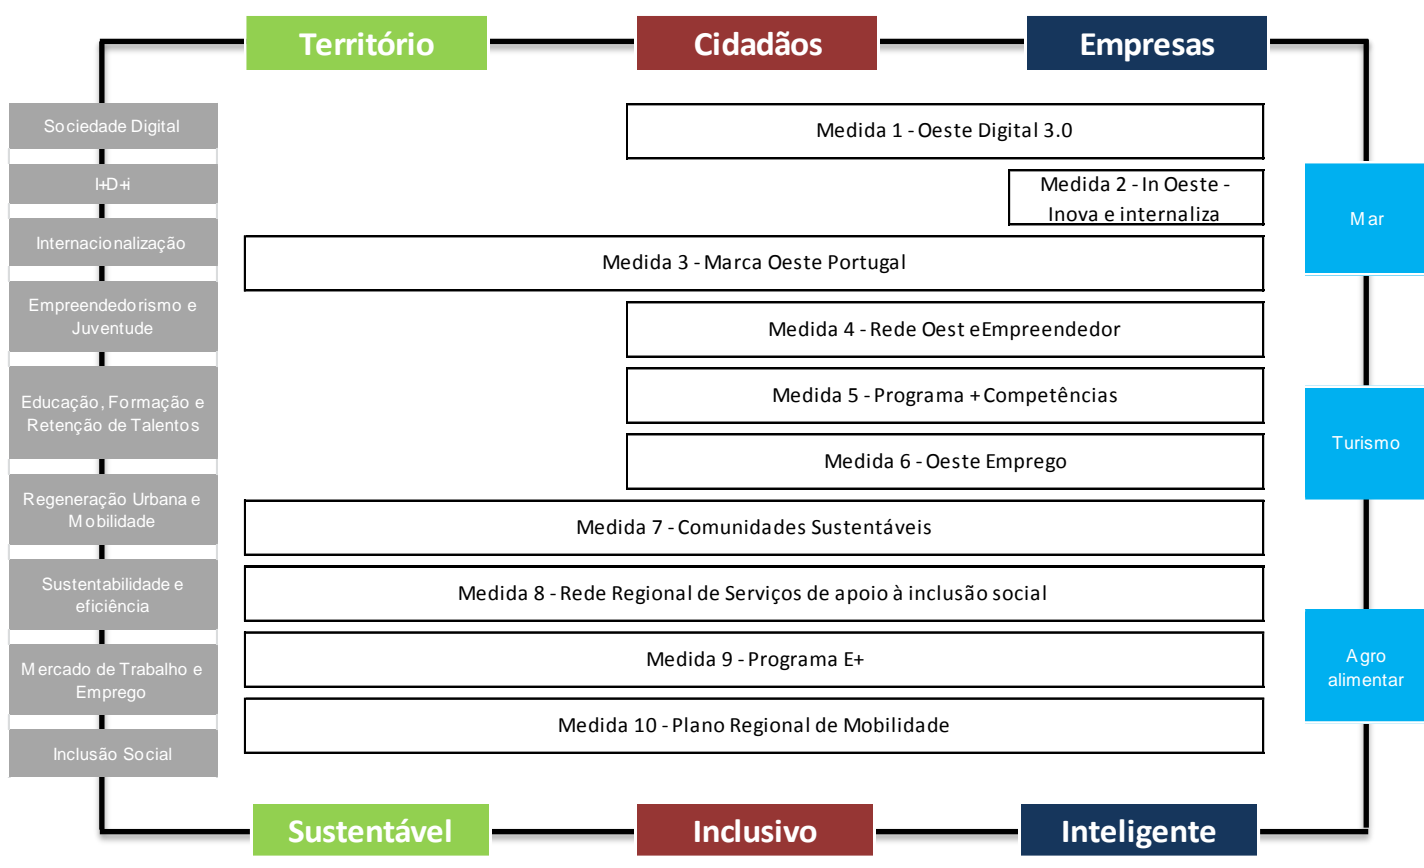 Território
Cidadãos
Empresas
Sociedade Digital
I+D+i
Internacionalização
Empreendedorismo e
Juventude
Educação, Formação e
Retenção de Talentos
Regeneração Urbana e
Mobilidade
Sustentabilidade e
eficiência
Mercado de Trabalho e
Emprego
Inclusão Social
Medida 1 - Oeste Digital 3.0
Medida 2 - In Oeste -
Inova e internaliza
Medida 3 - Marca Oeste Portugal
Medida 4 - Rede Oest eEmpreendedor
Medida 5 - Programa + Competências
Medida 6 - Oeste Emprego
Medida 7 - Comunidades Sustentáveis
Medida 8 - Rede Regional de Serviços de apoio à inclusão social
Medida 9 - Programa E+
Medida 10 - Plano Regional de Mobilidade
Mar
Turismo
Agro
alimentar
Sustentável
Inclusivo
Inteligente